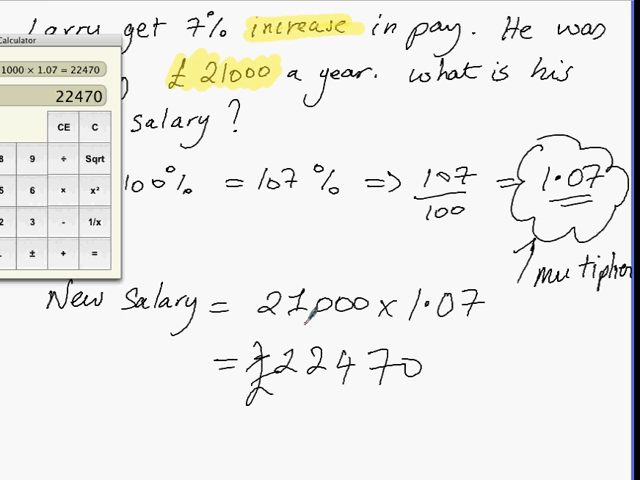 Larry get 7% increase in pay. He was
£21000 a year. what is his
salary?
100% = 107% => 107/100 = 1.07
multiplier
New Salary = 21000 x 1.07
= £22470
Calculator
1000 × 1.07 = 22470
22470
CE C
8 9 ÷ Sqrt
5 6 × x²
2 3 - 1/x
± + =